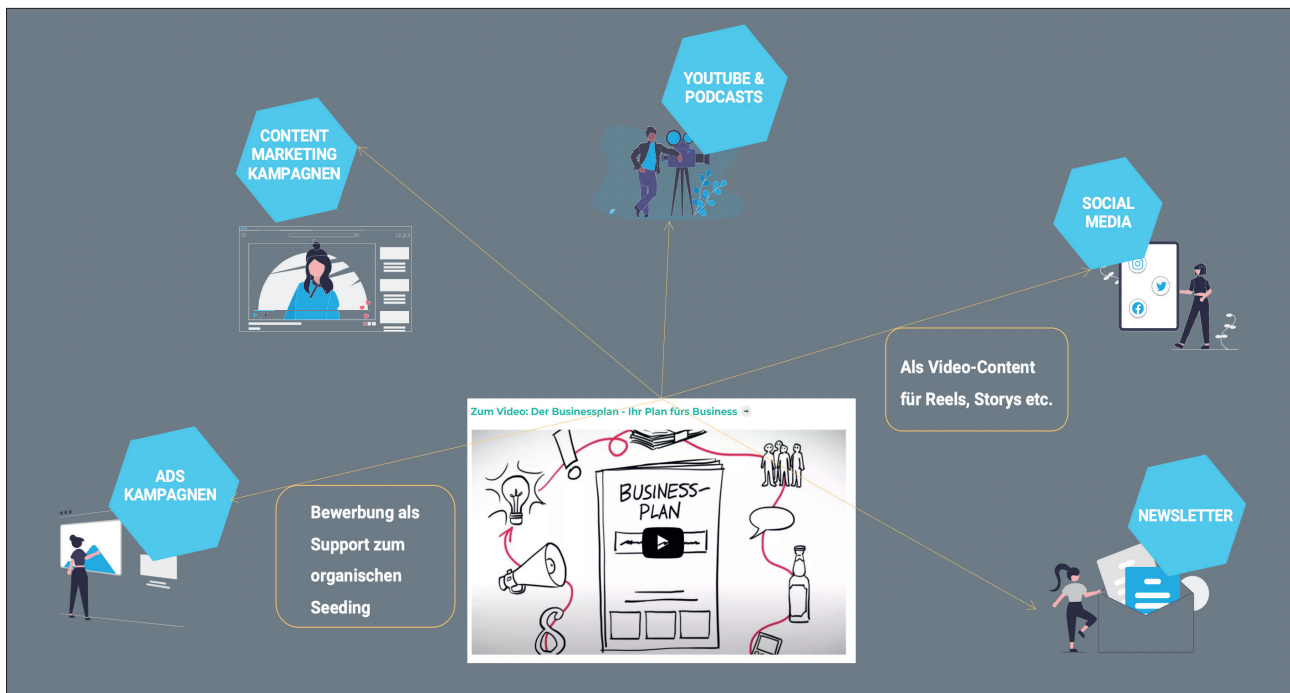 YOUTUBE &
PODCASTS
CONTENT
MARKETING
KAMPAGNEN
SOCIAL
MEDIA
Als Video-Content
für Reels, Storys etc.
Zum Video: Der Businessplan - Ihr Plan fürs Business
ADS
KAMPAGNEN
Bewerbung als
Support zum
organischen
Seeding
BUSINESS-
PLAN
NEWSLETTER